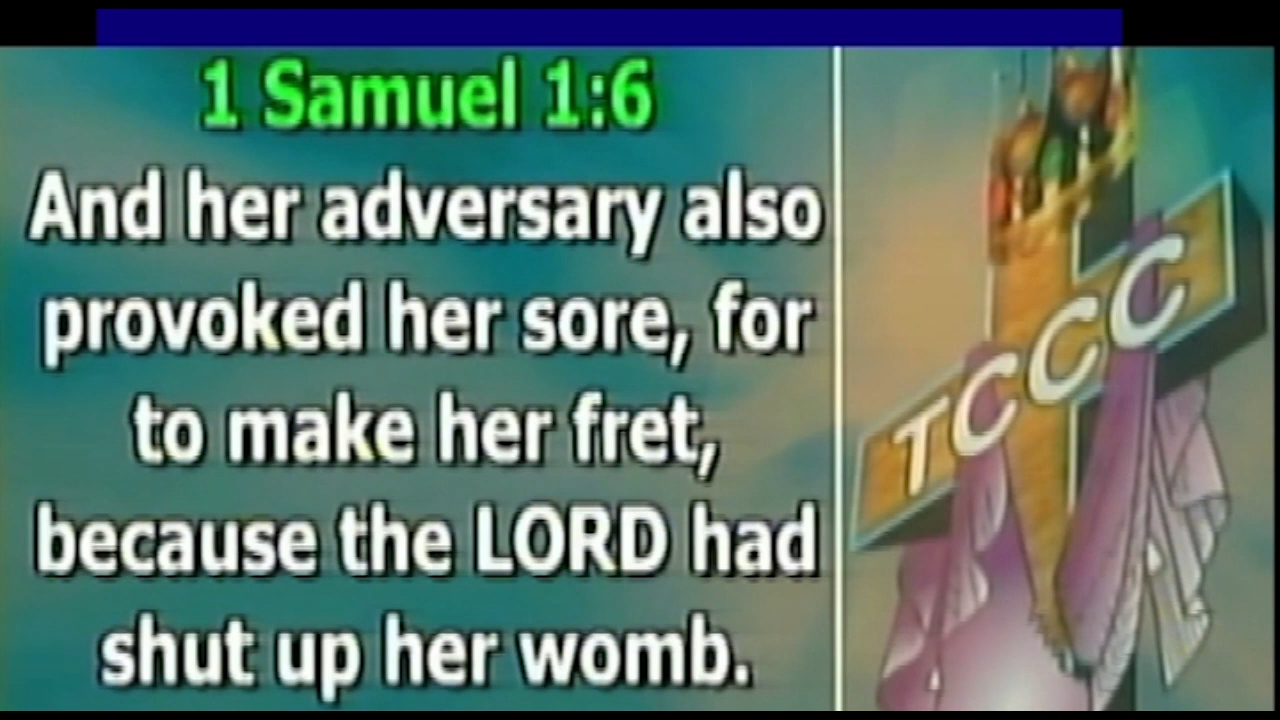 1 Samuel 1:6
And her adversary also
provoked her sore, for
to make her fret,
because the LORD had
shut up her womb.
TCCC